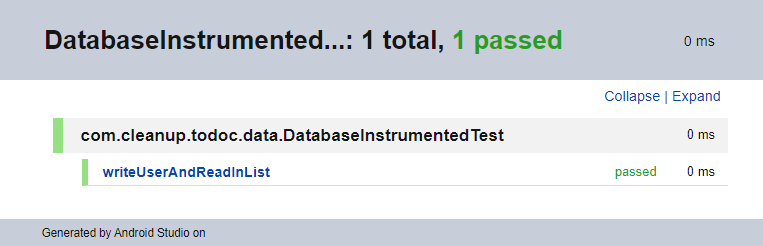 DatabaseInstrumented...: 1 total, 1 passed 0 ms
Collapse | Expand
com.cleanup.todoc.data.DatabaseInstrumentedTest 0 ms
writeUserAndReadInList passed 0 ms
Generated by Android Studio on